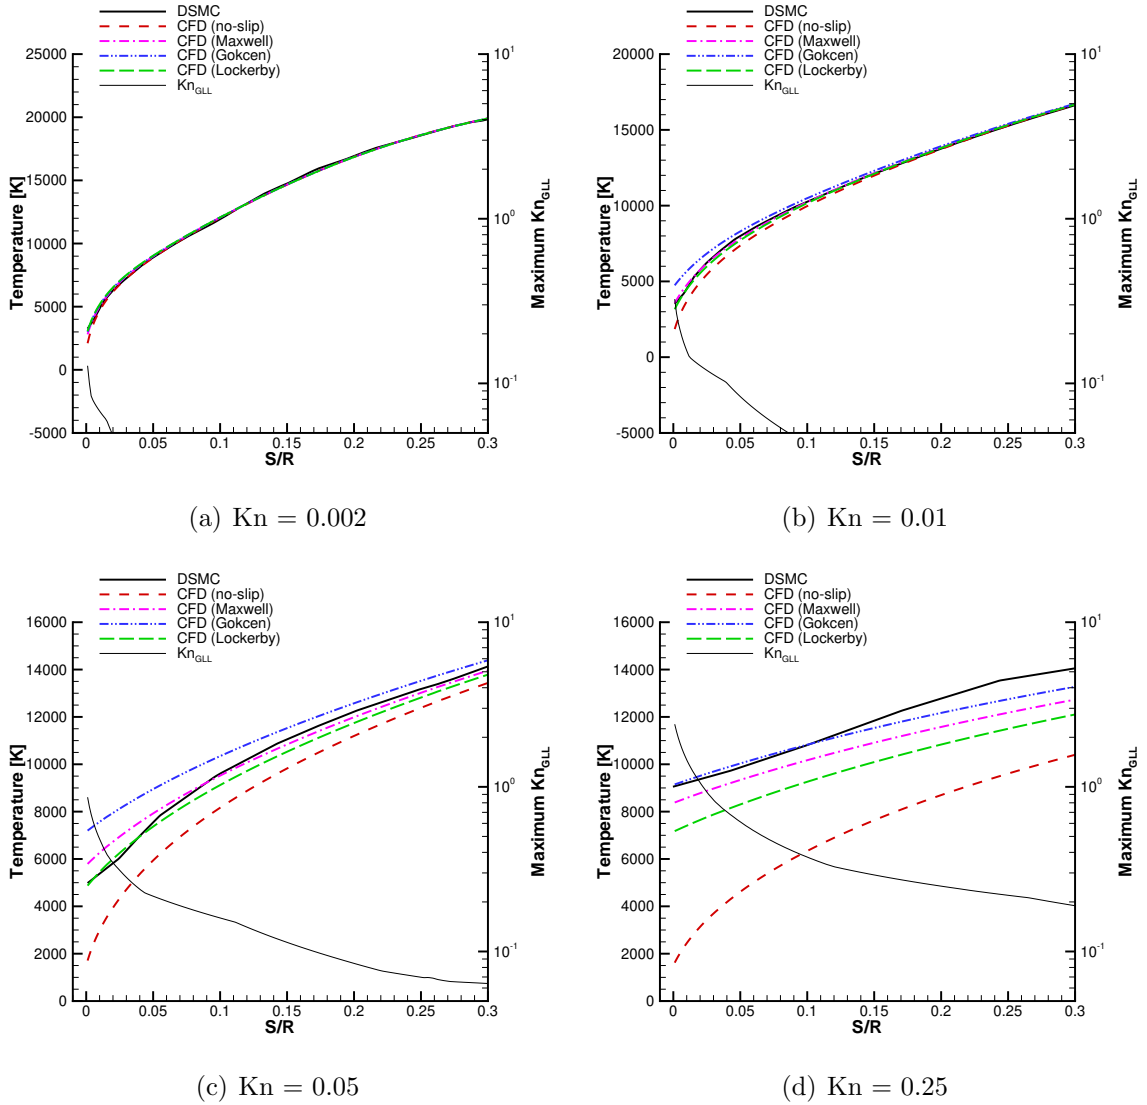 DSMC
CFD (no-slip)
CFD (Maxwell)
CFD (Gokcen)
CFD (Lockerby)
Kn_GLL
Temperature [K]
25000
20000
15000
10000
5000
0
-5000
0 0.05 0.1 0.15 0.2 0.25 0.3
S/R
10^1
10^0
10^-1
Maximum Kn_GLL
(a) Kn = 0.002
DSMC
CFD (no-slip)
CFD (Maxwell)
CFD (Gokcen)
CFD (Lockerby)
Kn_GLL
Temperature [K]
20000
15000
10000
5000
0
-5000
0 0.05 0.1 0.15 0.2 0.25 0.3
S/R
10^1
10^0
10^-1
Maximum Kn_GLL
(b) Kn = 0.01
DSMC
CFD (no-slip)
CFD (Maxwell)
CFD (Gokcen)
CFD (Lockerby)
Kn_GLL
Temperature [K]
16000
14000
12000
10000
8000
6000
4000
2000
0
0 0.05 0.1 0.15 0.2 0.25 0.3
S/R
10^1
10^0
10^-1
Maximum Kn_GLL
(c) Kn = 0.05
DSMC
CFD (no-slip)
CFD (Maxwell)
CFD (Gokcen)
CFD (Lockerby)
Kn_GLL
Temperature [K]
16000
14000
12000
10000
8000
6000
4000
2000
0
0 0.05 0.1 0.15 0.2 0.25 0.3
S/R
10^1
10^0
10^-1
Maximum Kn_GLL
(d) Kn = 0.25